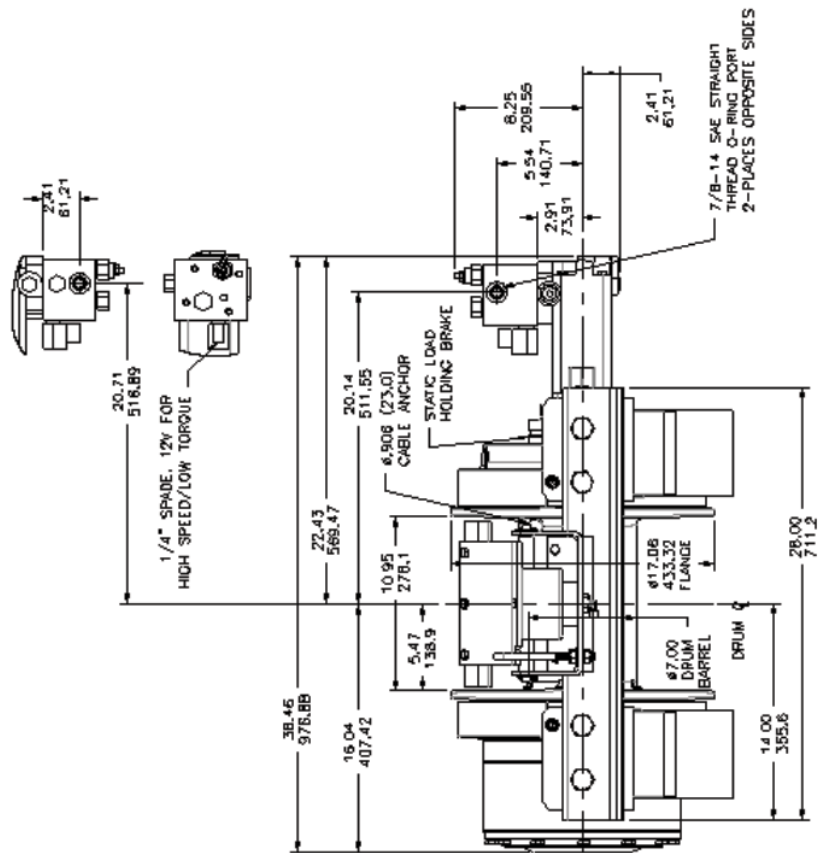 2.41
61.21
20.71
516.89
1/4" SPADE, 12V FOR
HIGH SPEED/LOW TORQUE
8.25
209.55
5.54
140.71
2.91
73.91
2.41
61.21
7/8-14 SAE STRAIGHT
THREAD O-RING PORT
2-PLACES OPPOSITE SIDES
38.46
976.88
22.43
569.47
16.04
407.42
20.14
511.55
ø.906 (23.0)
CABLE ANCHOR
STATIC LOAD
HOLDING BRAKE
10.95
278.1
5.47
138.9
ø17.06
433.32
FLANGE
ø7.00
DRUM
BARREL
DRUM ℄
28.00
711.2
14.00
355.6